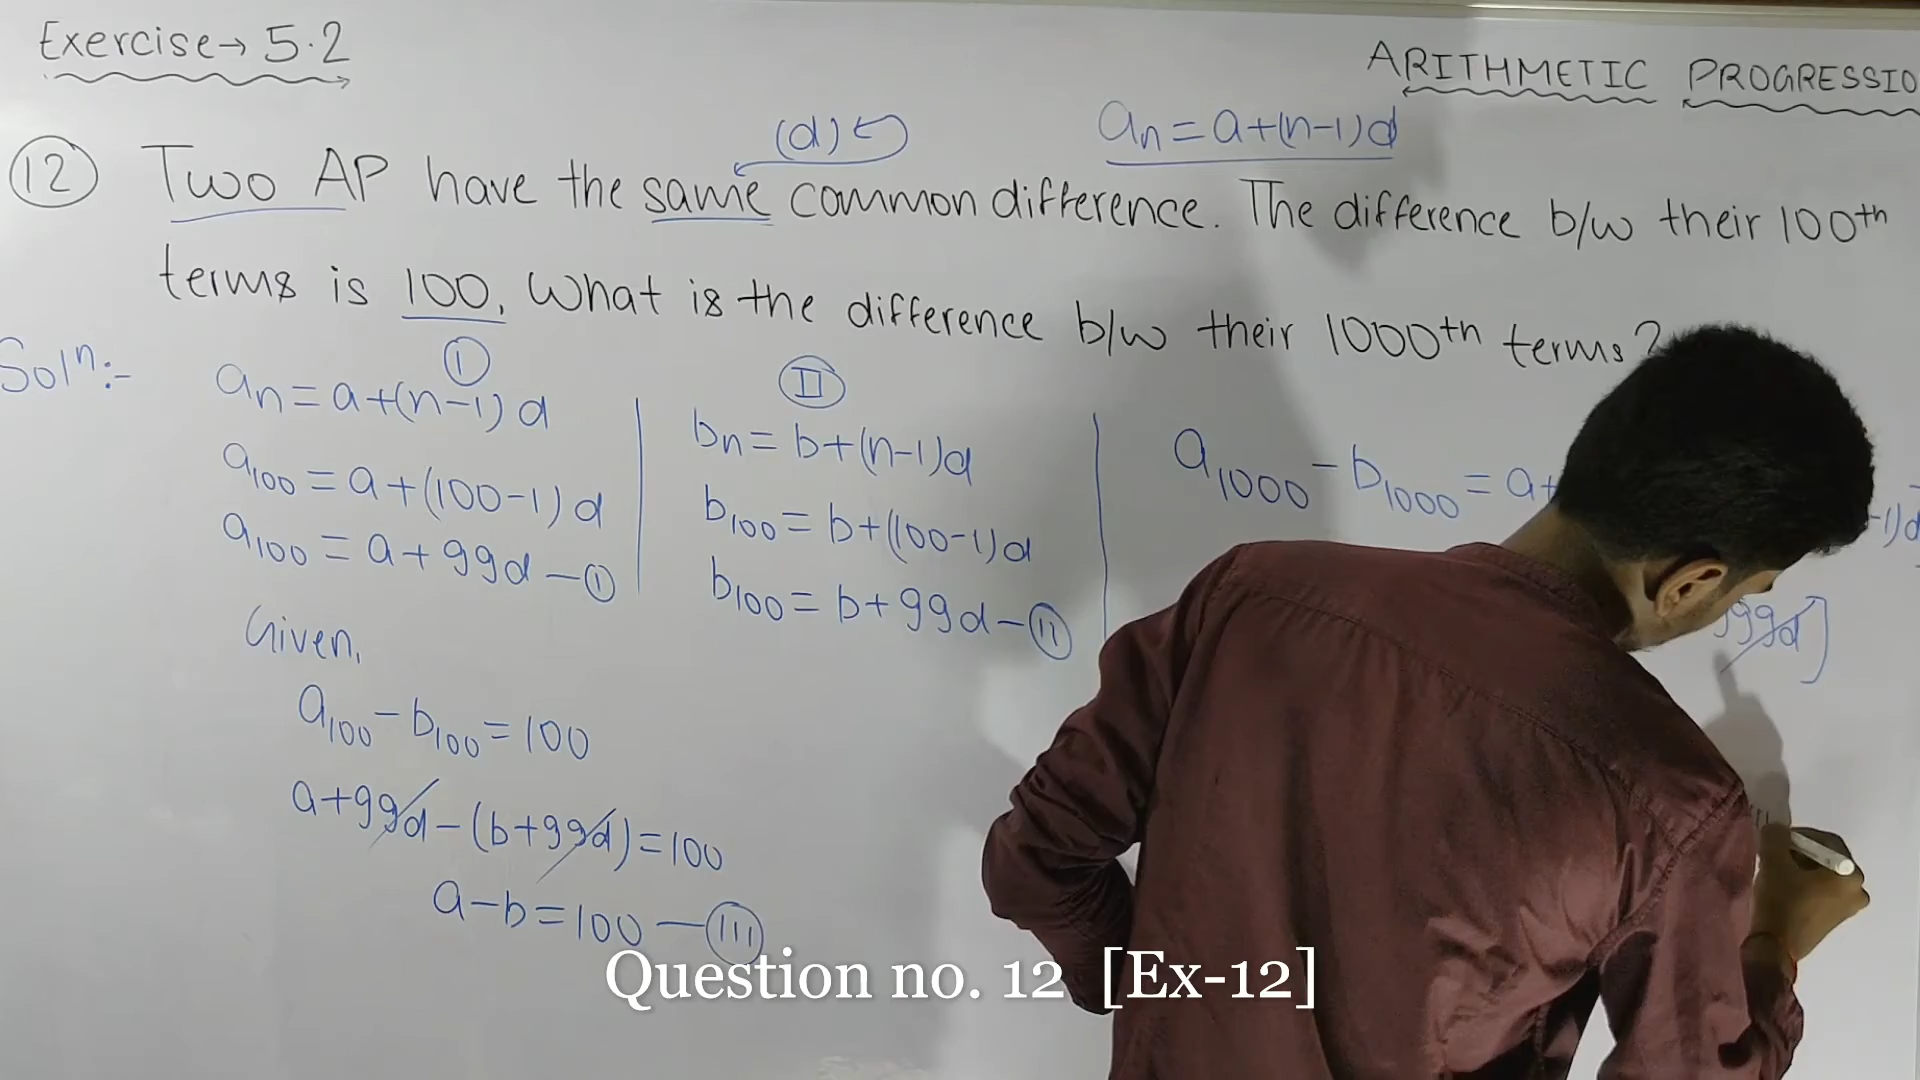 Exercise→ 5.2
ARITHMETIC PROGRESSIO
(d)
an = a+(n-1)d
12 Two AP have the same common difference. The difference b/w their 100th
terms is 100. What is the difference b/w their 1000th terms?
Solⁿ:-
I
an = a+(n-1)d
a100 = a+(100-1)d
a100 = a+99d — I
Given,
a100 - b100 = 100
a+99d - (b+99d) = 100
a-b = 100 — III
II
bn = b+(n-1)d
b100 = b+(100-1)d
b100 = b+99d — II
a1000 - b1000 = a+
-1)d
99d]
Question no. 12 [Ex-12]